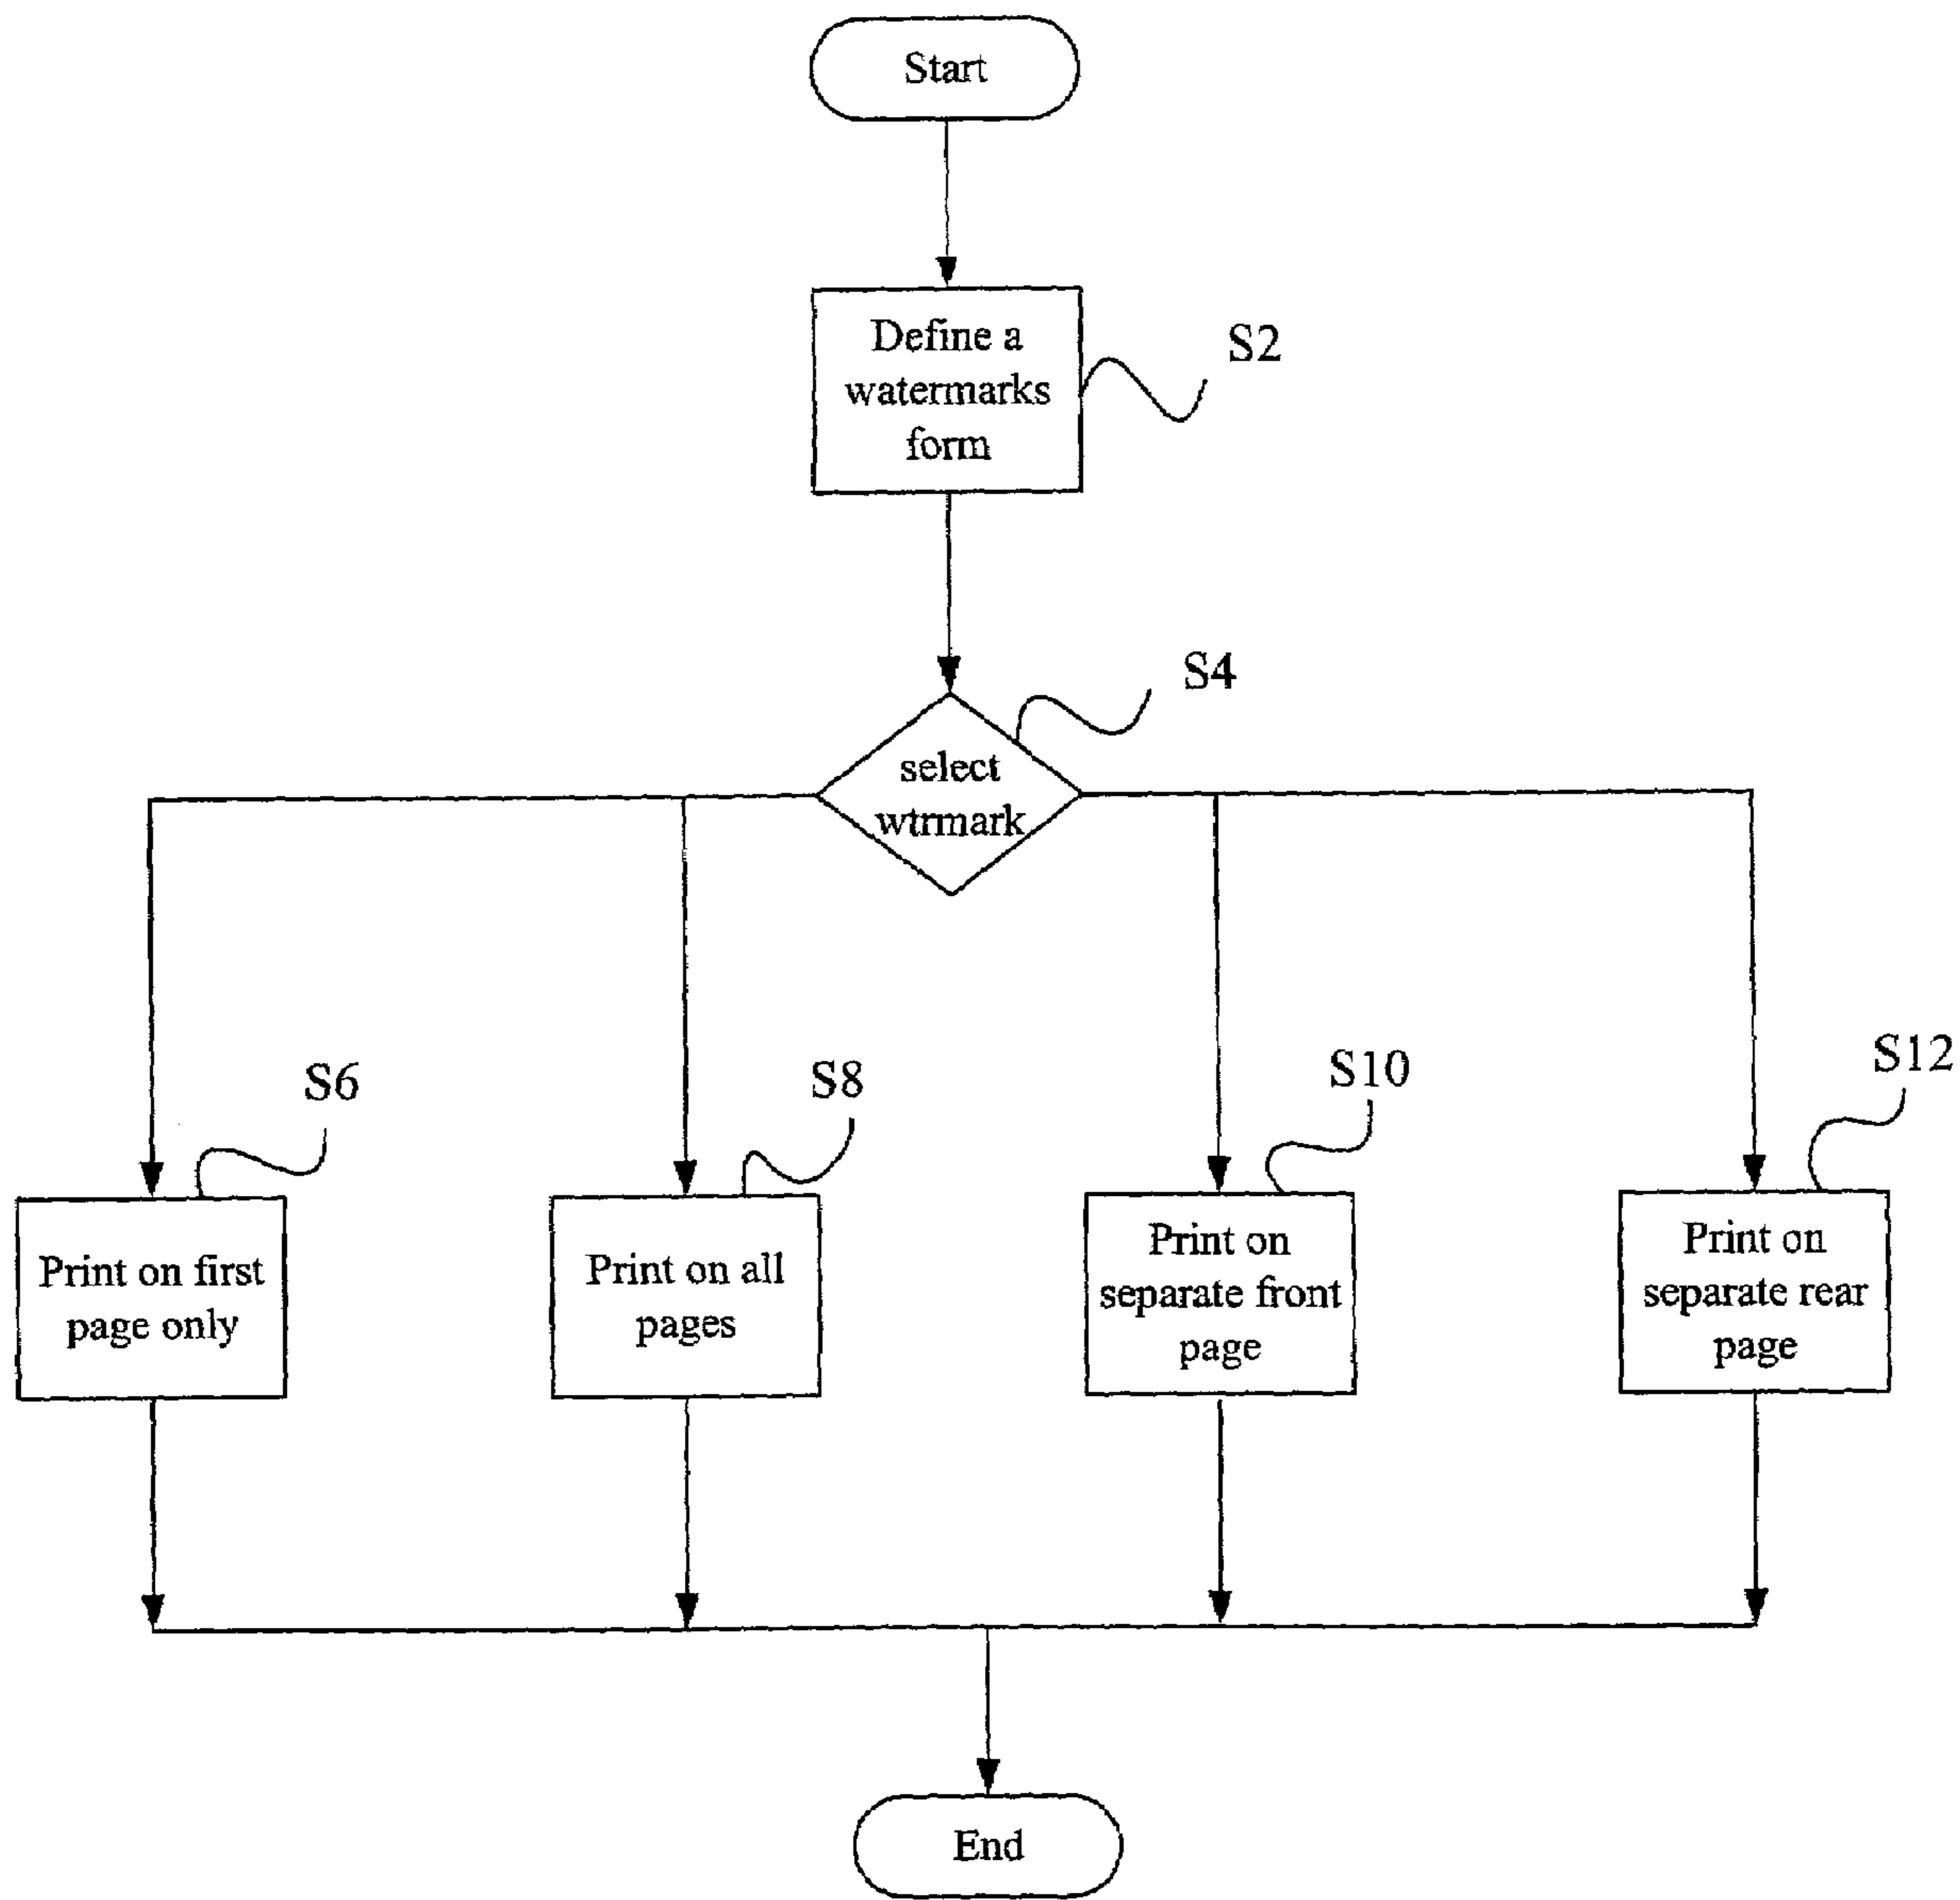 Start
Define a
watermarks
form
S2
S4
select
wtrmark
S6
S8
S10
S12
Print on first
page only
Print on all
pages
Print on
separate front
page
Print on
separate rear
page
End